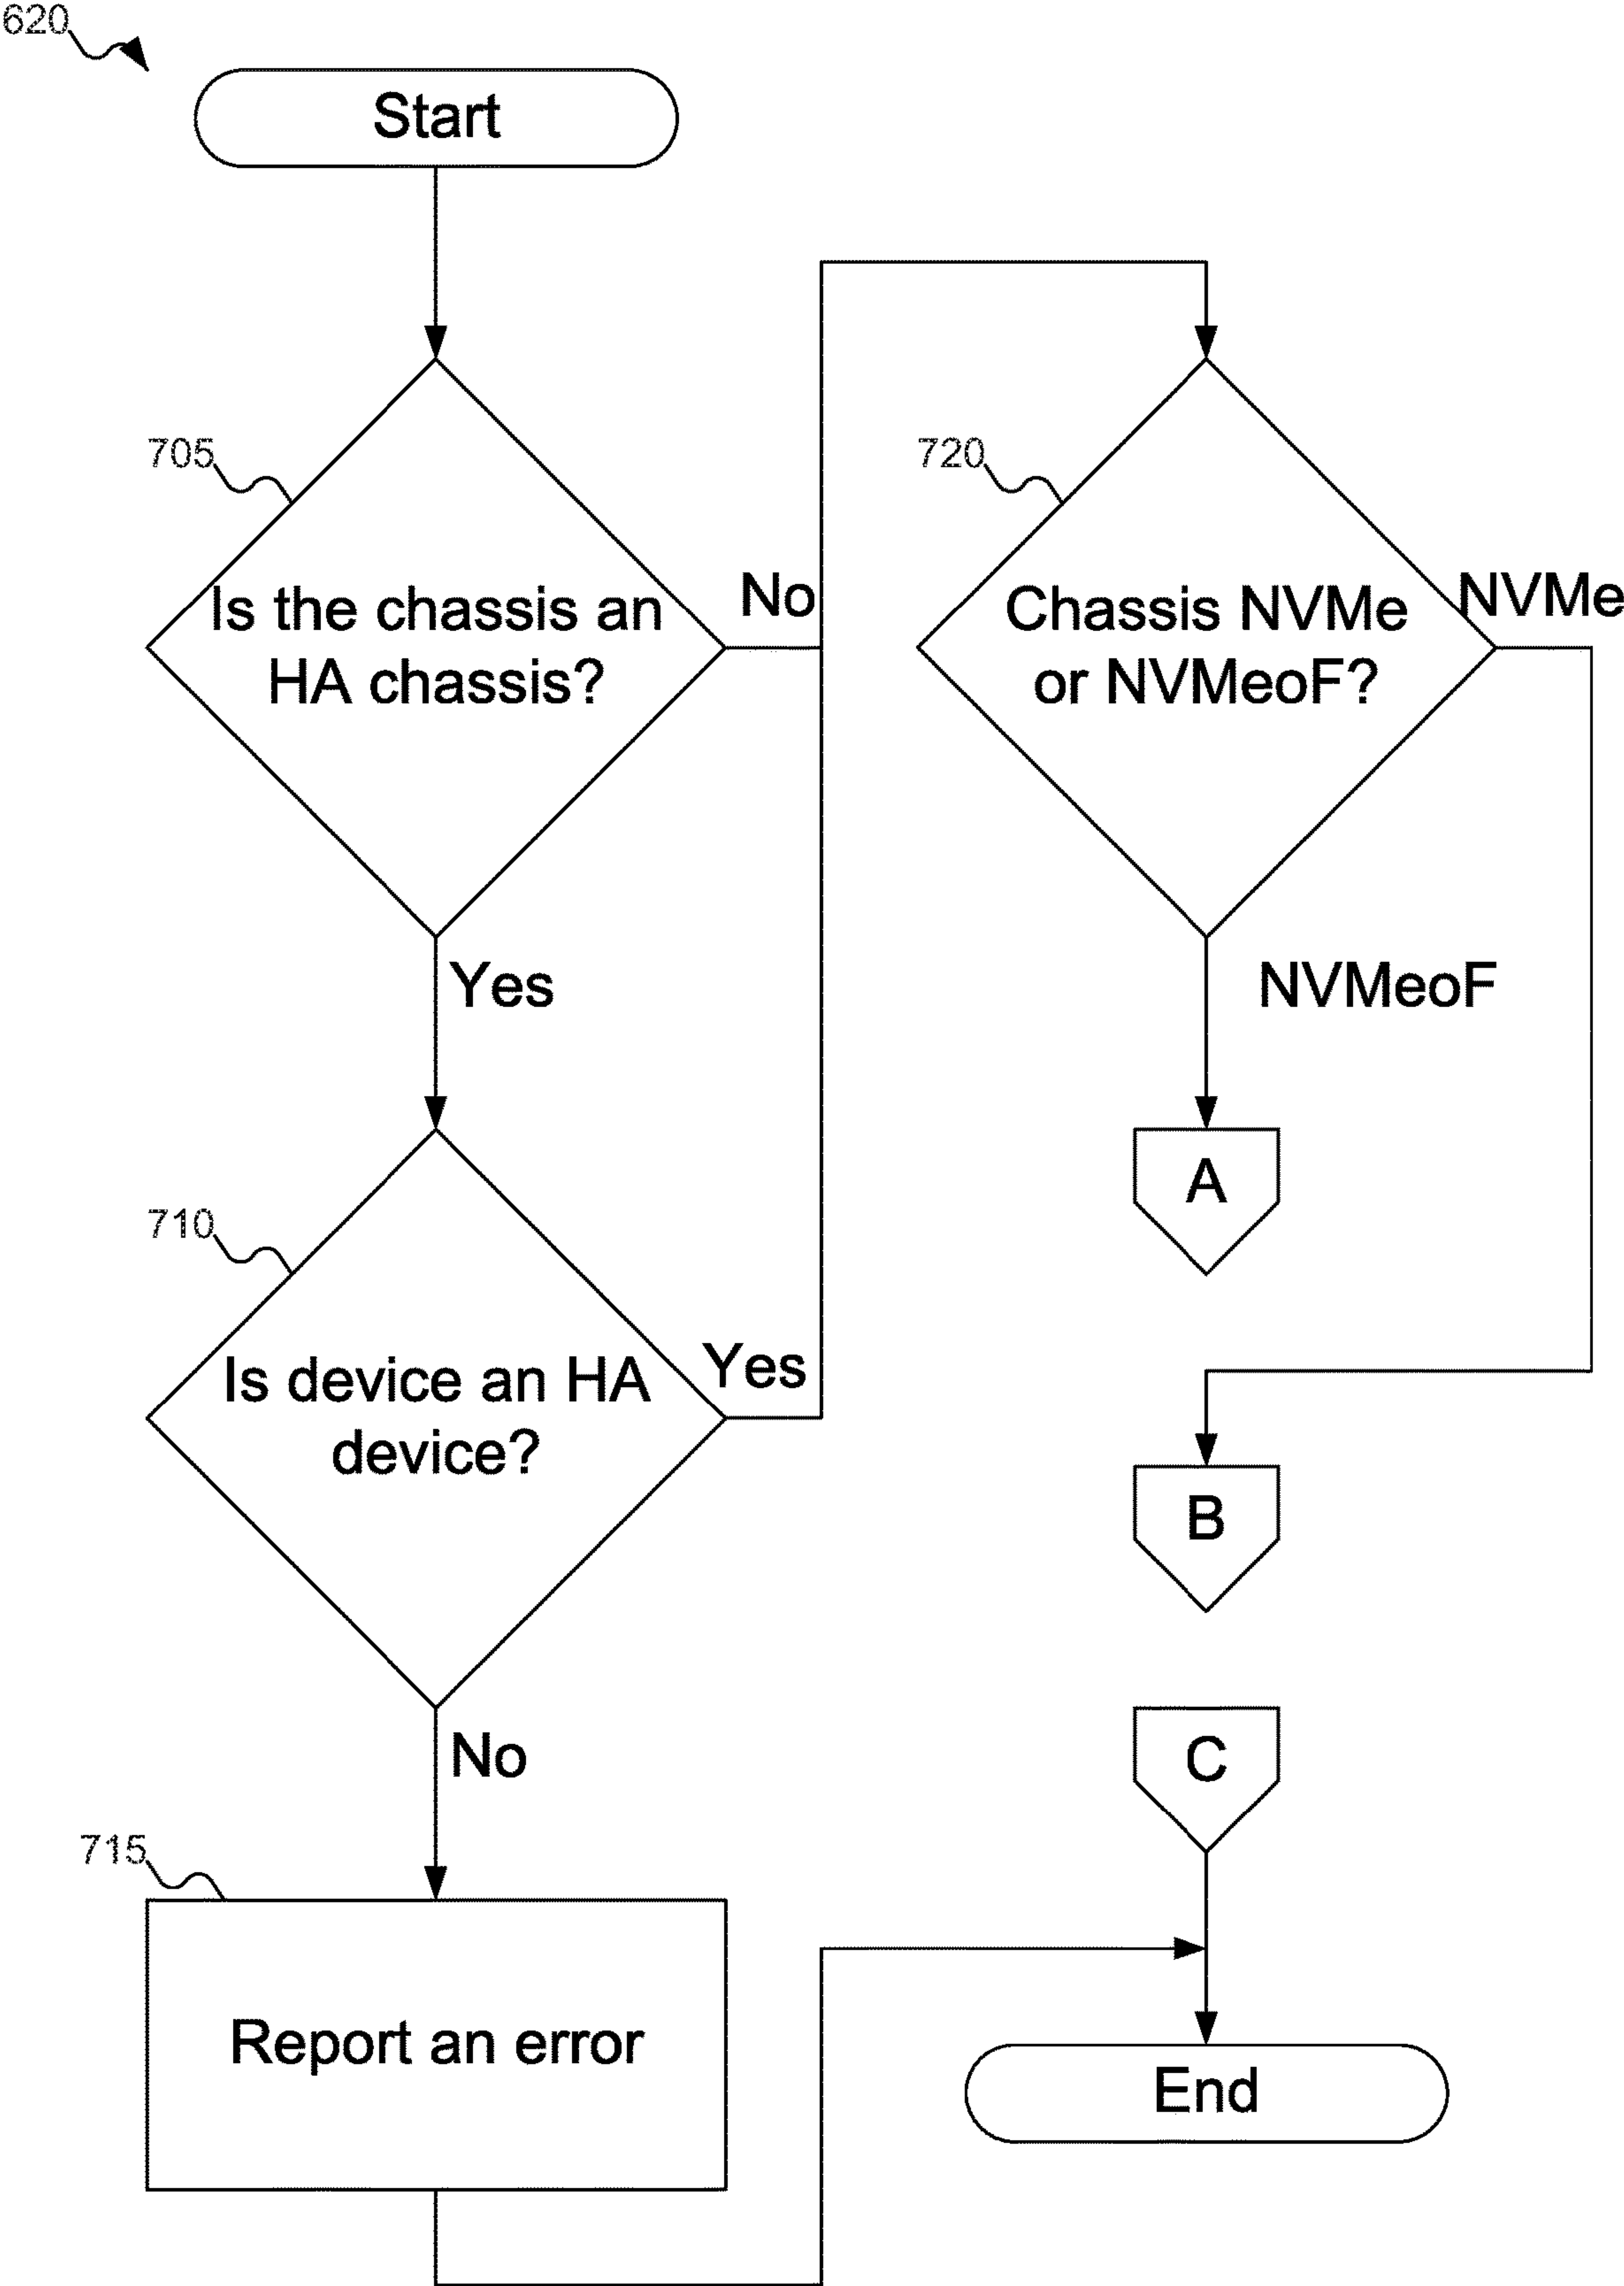 620
Start
705
Is the chassis an
HA chassis?
No
Yes
710
Is device an HA
device?
Yes
No
715
Report an error
720
Chassis NVMe
or NVMeoF?
NVMe
NVMeoF
A
B
C
End